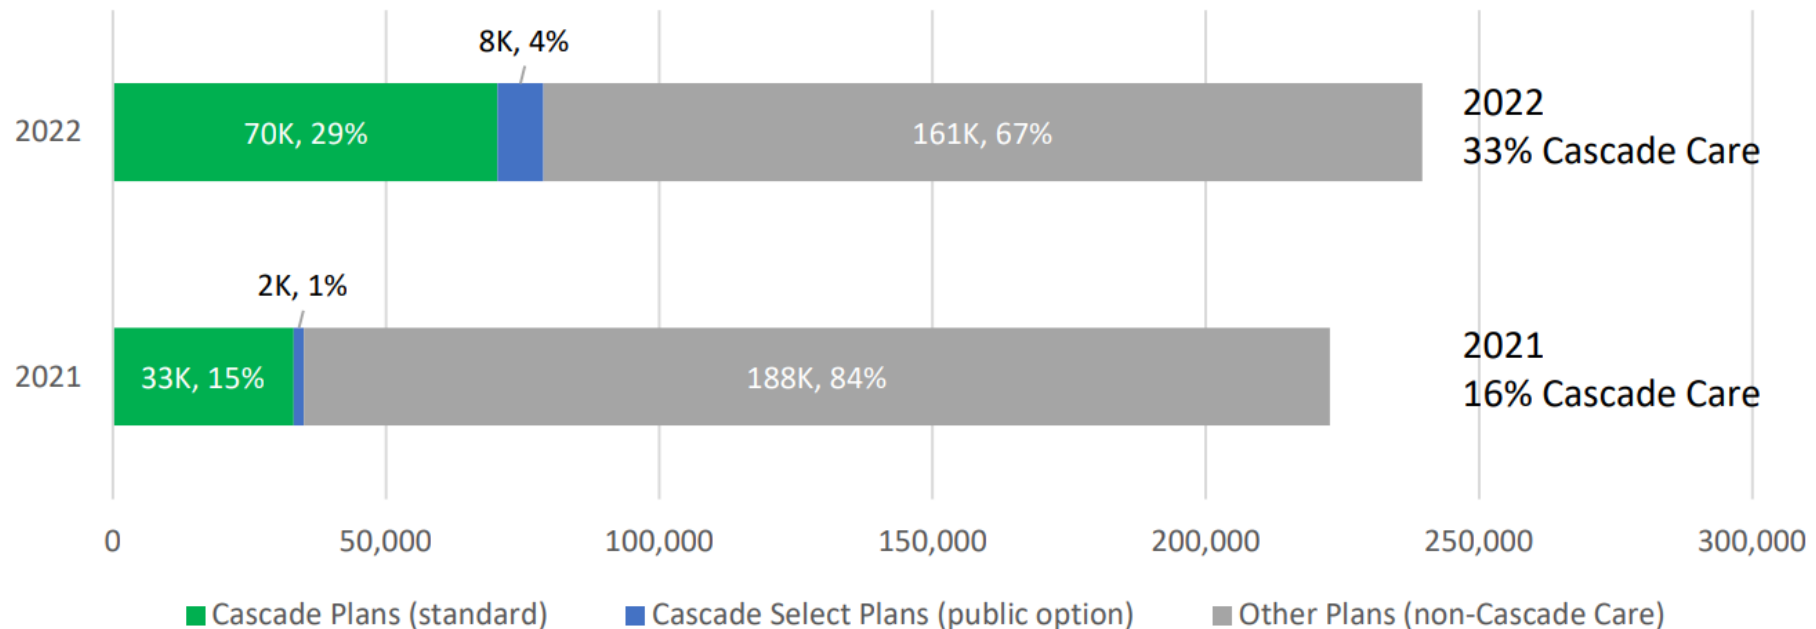 8K, 4%
2022
70K, 29%
161K, 67%
2022
33% Cascade Care
2K, 1%
2021
33K, 15%
188K, 84%
2021
16% Cascade Care
0
50,000
100,000
150,000
200,000
250,000
300,000
Cascade Plans (standard)
Cascade Select Plans (public option)
Other Plans (non-Cascade Care)